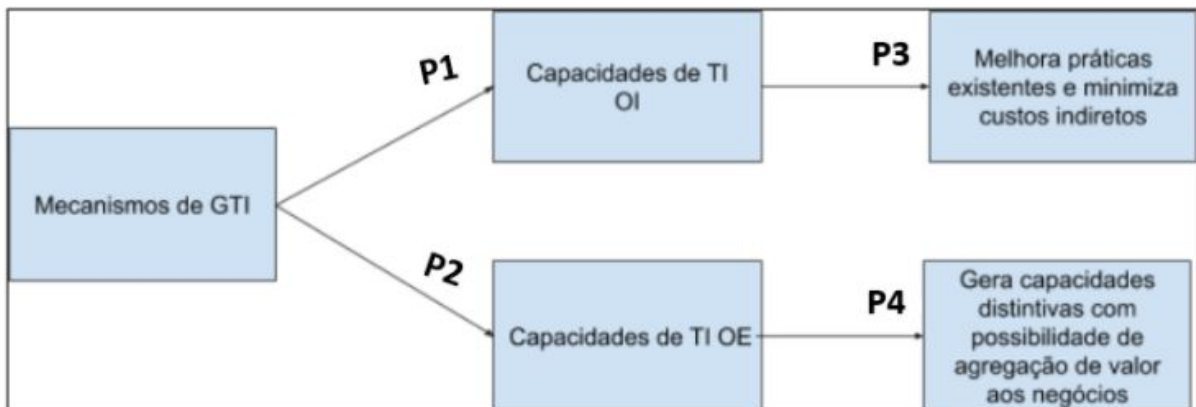 Mecanismos de GTI
P1
Capacidades de TI
OI
P3
Melhora práticas
existentes e minimiza
custos indiretos
P2
Capacidades de TI OE
P4
Gera capacidades
distintivas com
possibilidade de
agregação de valor
aos negócios